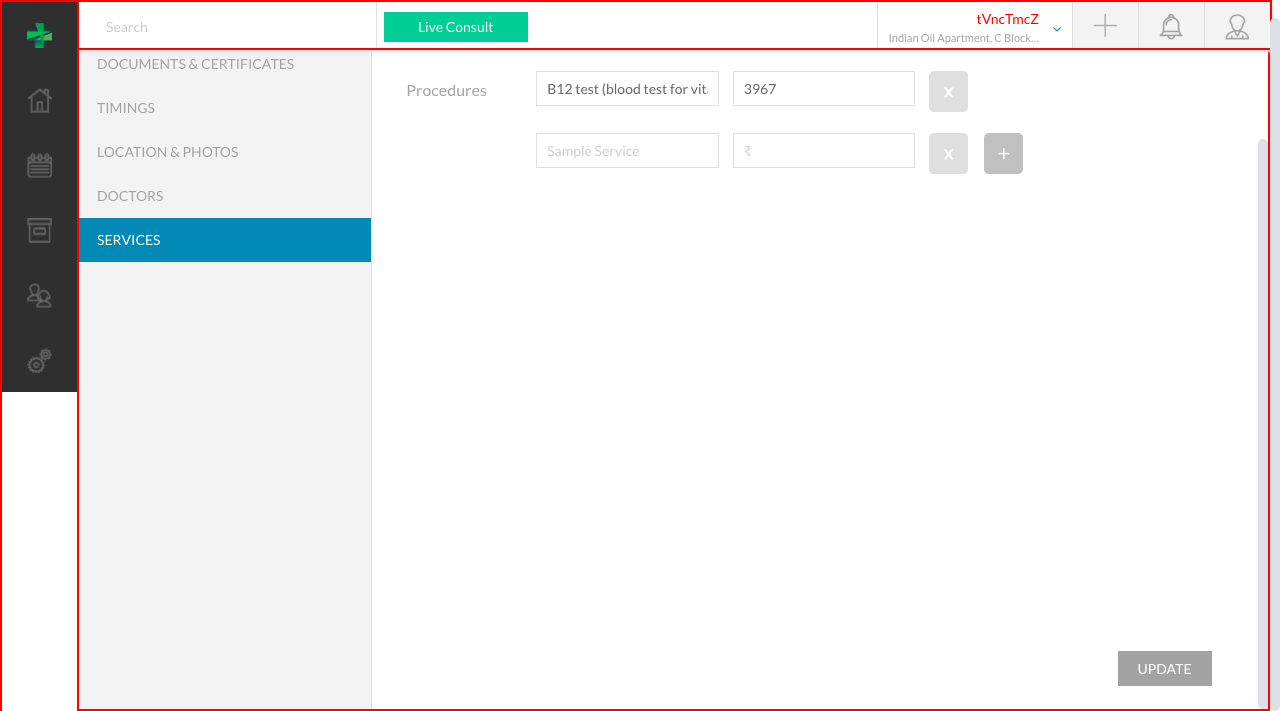 Search
Live Consult
tVncTmcZ
Indian Oil Apartment, C Block...
DOCUMENTS & CERTIFICATES
TIMINGS
LOCATION & PHOTOS
DOCTORS
SERVICES
Procedures
B12 test (blood test for vit
3967
x
Sample Service
₹
x
+
UPDATE